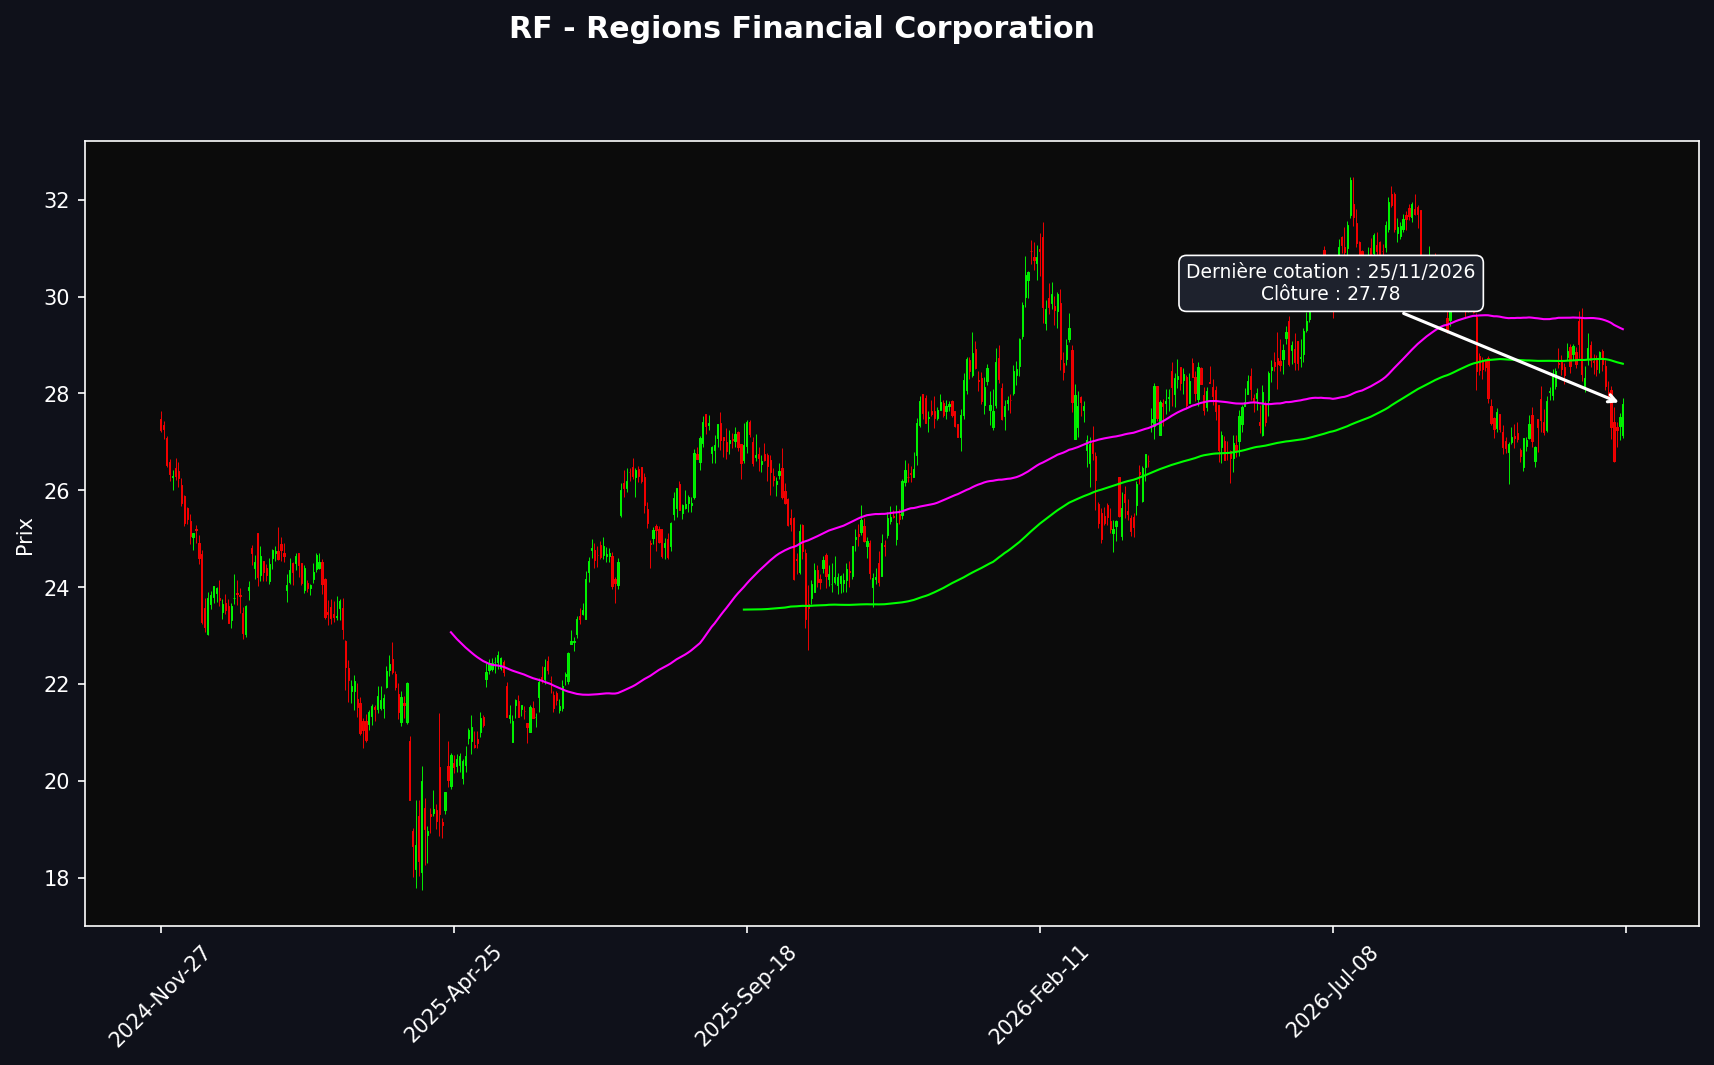 RF - Regions Financial Corporation
Prix
32
30
28
26
24
22
20
18
Dernière cotation : 25/11/2026
Clôture : 27.78
2024-Nov-27
2025-Apr-25
2025-Sep-18
2026-Feb-11
2026-Jul-08